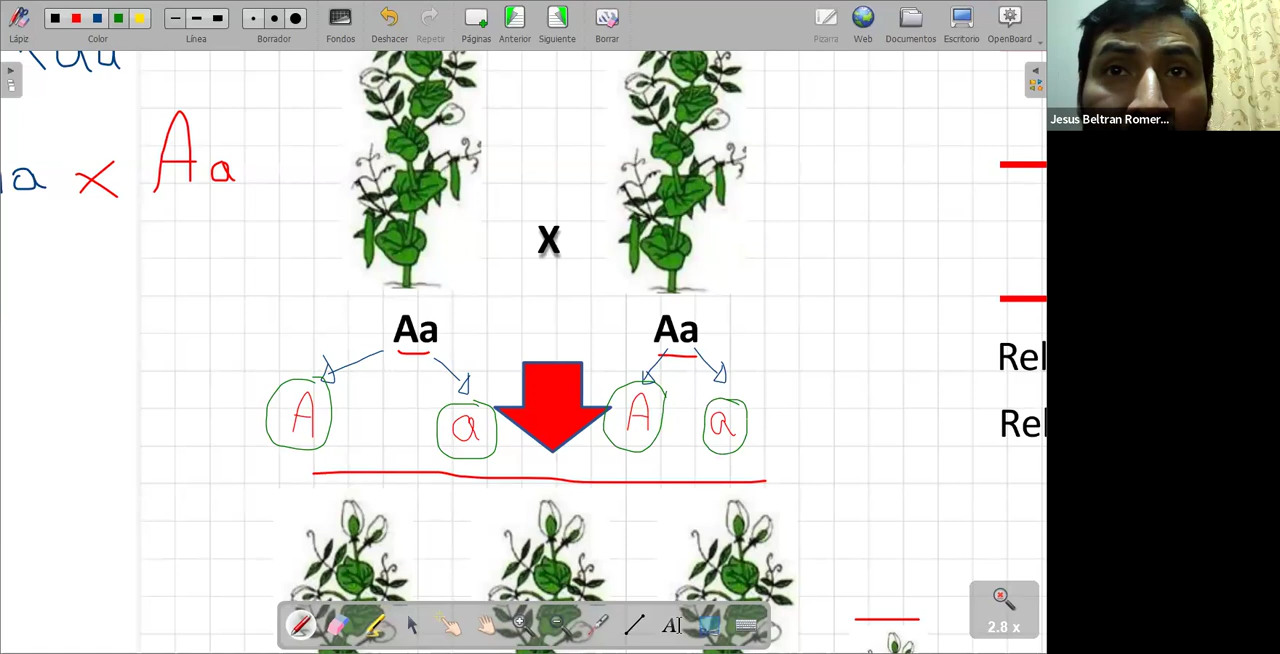 Lápiz Color Línea Borrador Fondos Deshacer Repetir Páginas Anterior Siguiente Borrar Pizarra Web Documentos Escritorio OpenBoard
Jesus Beltran Romer...
a x Aa
X
Aa Aa
Rel
A a A a
Rel
2.8 x